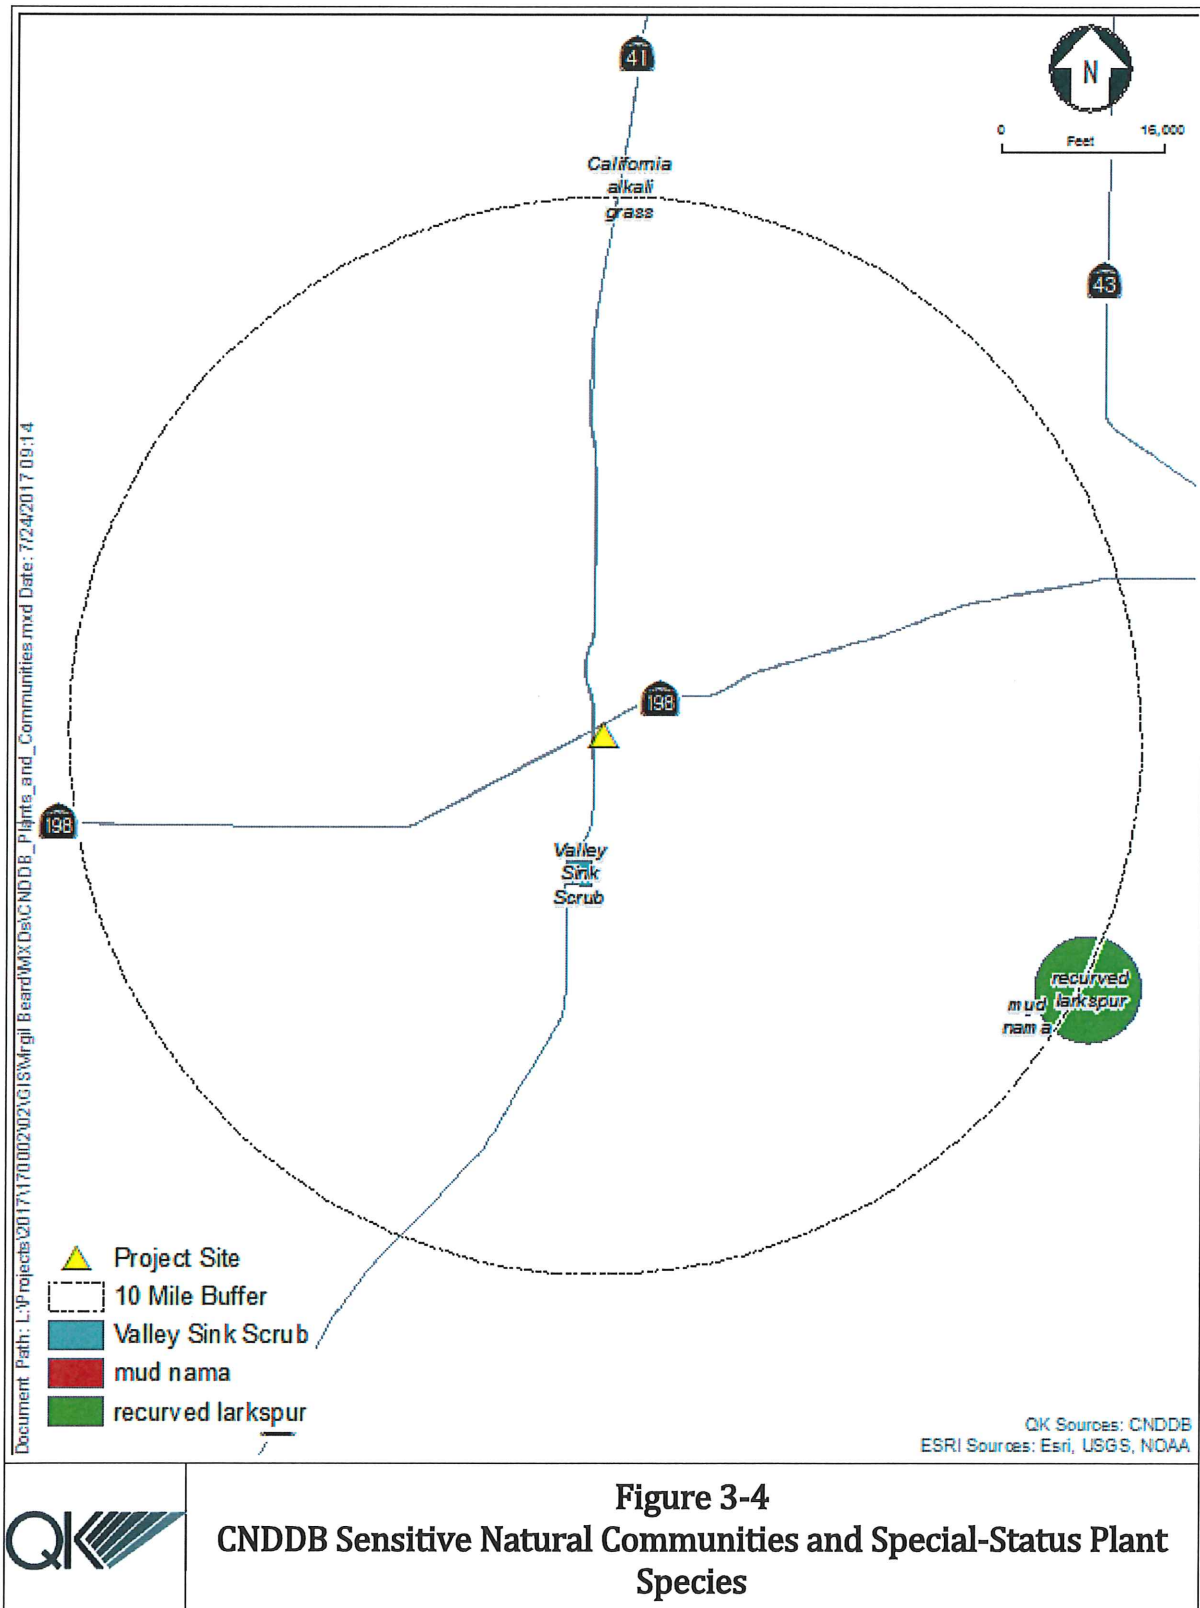 41
N
0 16,000
Feet
California
alkali
grass
43
198
198
Valley
Sink
Scrub
recurved
larkspur
mud
nama
Document Path: L:\Projects\2017\170002\02\GIS\Virgil Beard\MXDs\CNDDB_Plants_and_Communities.mxd Date: 7/24/2017 09:14
Project Site
10 Mile Buffer
Valley Sink Scrub
mud nama
recurved larkspur
QK Sources: CNDDB
ESRI Sources: Esri, USGS, NOAA
QK
Figure 3-4
CNDDB Sensitive Natural Communities and Special-Status Plant
Species